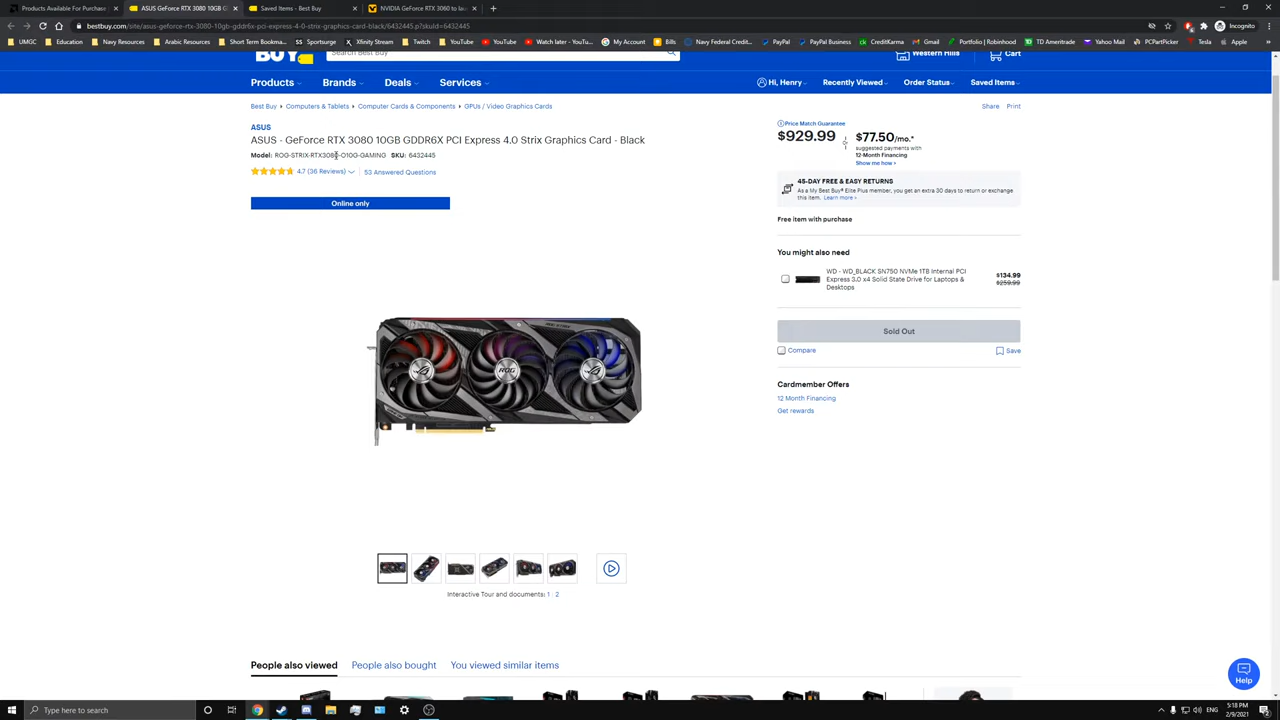 Products Available For Purchase
ASUS GeForce RTX 3080 10GB G
Saved Items - Best Buy
NVIDIA GeForce RTX 3060 to lau
bestbuy.com/site/asus-geforce-rtx-3080-10gb-gddr6x-pci-express-4-0-strix-graphics-card-black/6432445.p?skuId=6432445
Incognito
UMGC
Education
Navy Resources
Arabic Resources
Short Term Bookma...
Sportsurge
Xfinity Stream
Twitch
YouTube
YouTube
Watch later - YouTu...
My Account
Bills
Navy Federal Credit...
PayPal
PayPal Business
CreditKarma
Gmail
Portfolio | Robinhood
TD Ameritrade
Yahoo Mail
PCPartPicker
Tesla
Apple
BUY
Search Best Buy
Western Hills
Cart
Products
Brands
Deals
Services
Hi, Henry
Recently Viewed
Order Status
Saved Items
Best Buy
Computers & Tablets
Computer Cards & Components
GPUs / Video Graphics Cards
Share
Print
ASUS
ASUS - GeForce RTX 3080 10GB GDDR6X PCI Express 4.0 Strix Graphics Card - Black
Model: ROG-STRIX-RTX3080-O10G-GAMING SKU: 6432445
4.7 (36 Reviews)
53 Answered Questions
Online only
Price Match Guarantee
$929.99
or
$77.50/mo.*
suggested payments with
12-Month Financing
Show me how >
45-DAY FREE & EASY RETURNS
As a My Best Buy® Elite Plus member, you get an extra 30 days to return or exchange
this item. Learn more >
Free item with purchase
You might also need
WD - WD_BLACK SN750 NVMe 1TB Internal PCI
Express 3.0 x4 Solid State Drive for Laptops &
Desktops
$134.99
$259.99
Sold Out
Compare
Save
Cardmember Offers
12 Month Financing
Get rewards
ROG
Interactive Tour and documents: 1 : 2
People also viewed
People also bought
You viewed similar items
Help
Type here to search
ENG
5:18 PM
2/9/2021